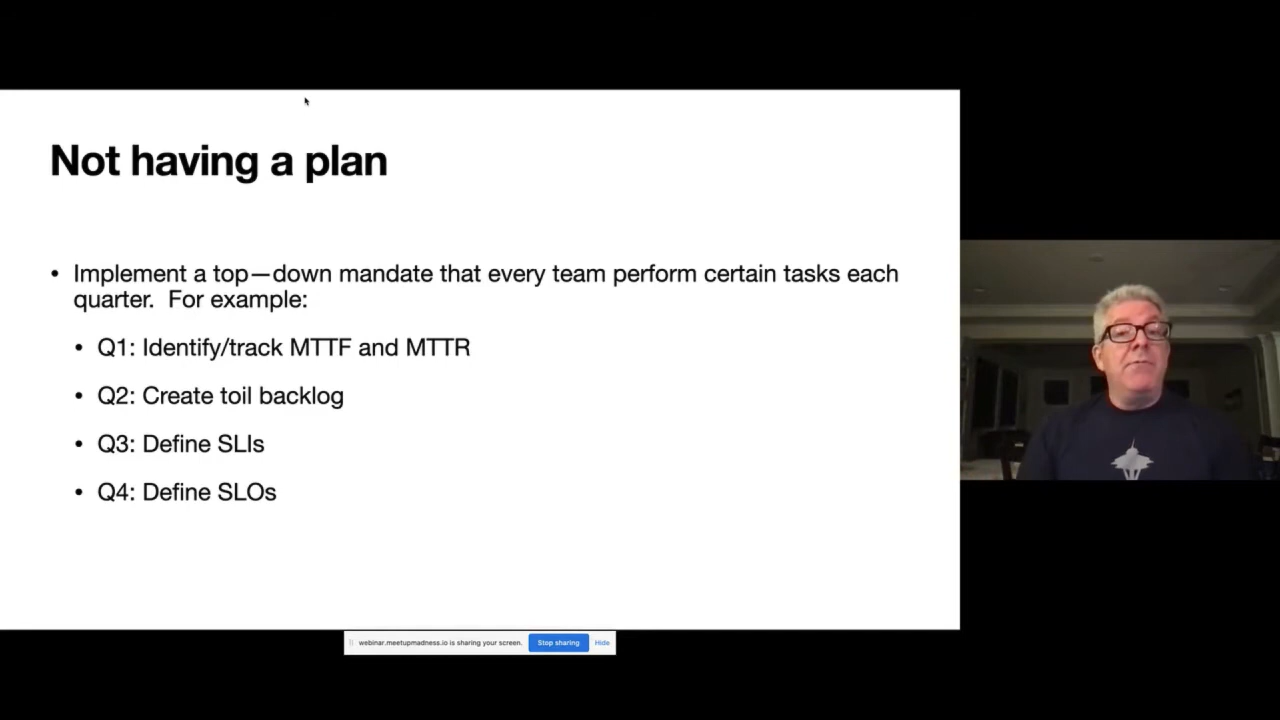 Not having a plan
• Implement a top—down mandate that every team perform certain tasks each
quarter.  For example:
• Q1: Identify/track MTTF and MTTR
• Q2: Create toil backlog
• Q3: Define SLIs
• Q4: Define SLOs
webinar.meetupmadness.io is sharing your screen. Stop sharing Hide